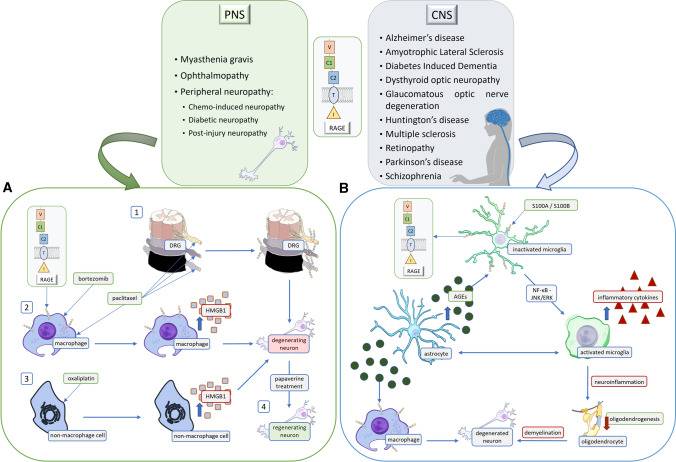 PNS
• Myasthenia gravis
• Ophthalmopathy
• Peripheral neuropathy:
• Chemo-induced neuropathy
• Diabetic neuropathy
• Post-injury neuropathy
V
C1
C2
T
I
RAGE
CNS
• Alzheimer's disease
• Amyotrophic Lateral Sclerosis
• Diabetes Induced Dementia
• Dysthyroid optic neuropathy
• Glaucomatous optic nerve
degeneration
• Huntington's disease
• Multiple sclerosis
• Retinopathy
• Parkinson's disease
• Schizophrenia
A
V
C1
C2
T
I
RAGE
1
DRG
DRG
bortezomib
paclitaxel
2
macrophage
HMGB1
macrophage
degenerating
neuron
3
oxaliplatin
non-macrophage cell
HMGB1
non-macrophage cell
papaverine
treatment
4
regenerating
neuron
B
V
C1
C2
T
I
RAGE
S100A / S100B
inactivated microglia
AGEs
NF-κB -
JNK/ERK
inflammatory cytokines
astrocyte
activated microglia
neuroinflammation
oligodendrogenesis
macrophage
degenerated
neuron
demyelination
oligodendrocyte